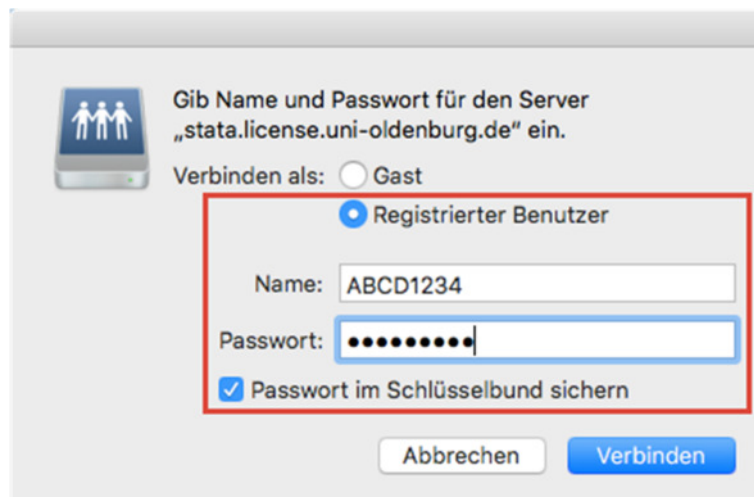 Gib Name und Passwort für den Server
„stata.license.uni-oldenburg.de“ ein.
Verbinden als: Gast
Registrierter Benutzer
Name: ABCD1234
Passwort: •••••••••
Passwort im Schlüsselbund sichern
Abbrechen Verbinden